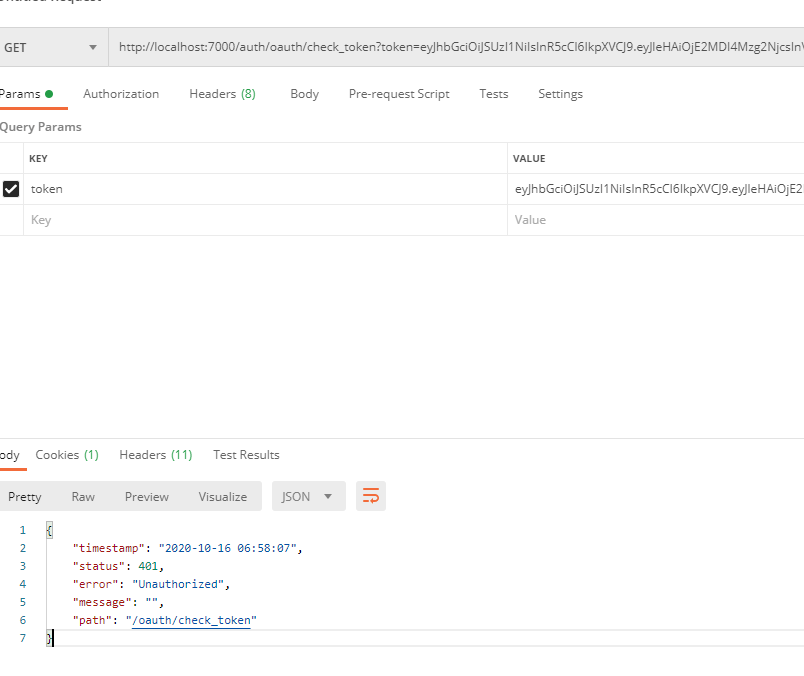 GET http://localhost:7000/auth/oauth/check_token?token=eyJhbGciOiJSUzI1NiIsInR5cCI6IkpXVCJ9.eyJleHAiOjE2MDI4Mzg2NjcsInV
Params Authorization Headers (8) Body Pre-request Script Tests Settings
Query Params
KEY VALUE
token eyJhbGciOiJSUzI1NiIsInR5cCI6IkpXVCJ9.eyJleHAiOjE2
Key Value
ody Cookies (1) Headers (11) Test Results
Pretty Raw Preview Visualize JSON
1 {
2 "timestamp": "2020-10-16 06:58:07",
3 "status": 401,
4 "error": "Unauthorized",
5 "message": "",
6 "path": "/oauth/check_token"
7 }